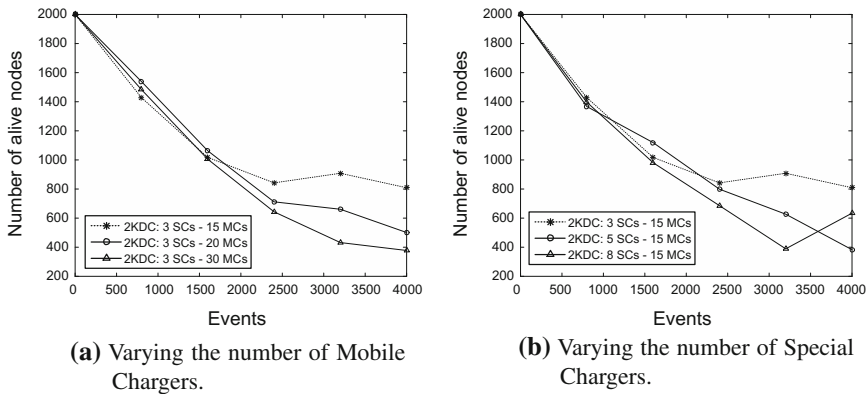 2000
1800
1600
1400
1200
1000
800
600
400
200
Number of alive nodes
2KDC: 3 SCs - 15 MCs
2KDC: 3 SCs - 20 MCs
2KDC: 3 SCs - 30 MCs
0 500 1000 1500 2000 2500 3000 3500 4000
Events
(a) Varying the number of Mobile
Chargers.
2000
1800
1600
1400
1200
1000
800
600
400
200
Number of alive nodes
2KDC: 3 SCs - 15 MCs
2KDC: 5 SCs - 15 MCs
2KDC: 8 SCs - 15 MCs
0 500 1000 1500 2000 2500 3000 3500 4000
Events
(b) Varying the number of Special
Chargers.